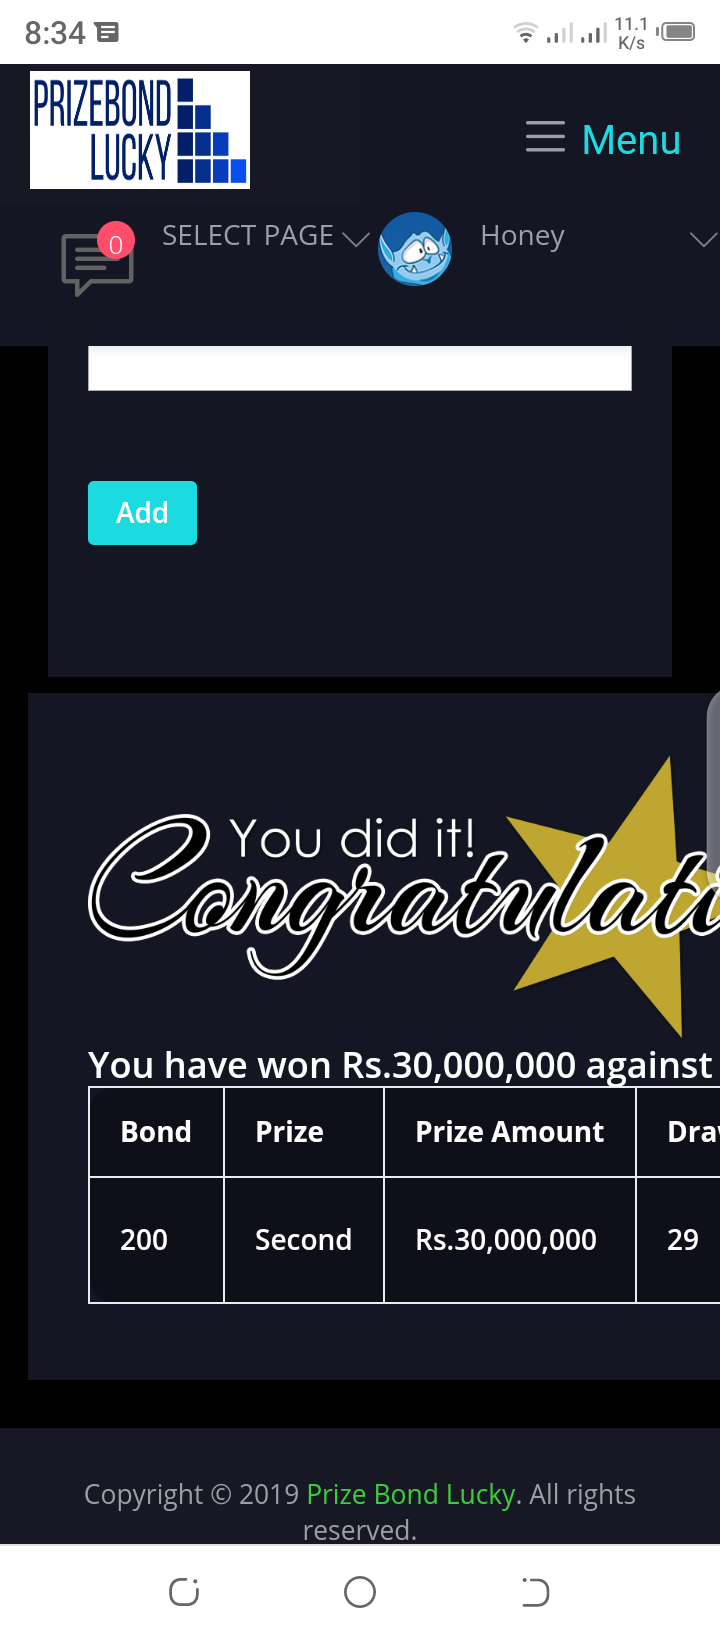 8:34
11.1
K/s
PRIZEBOND
LUCKY
Menu
0
SELECT PAGE
Honey
Add
You did it!
Congratulati
You have won Rs.30,000,000 against
Bond Prize Prize Amount Dra
200 Second Rs.30,000,000 29
Copyright © 2019 Prize Bond Lucky. All rights
reserved.